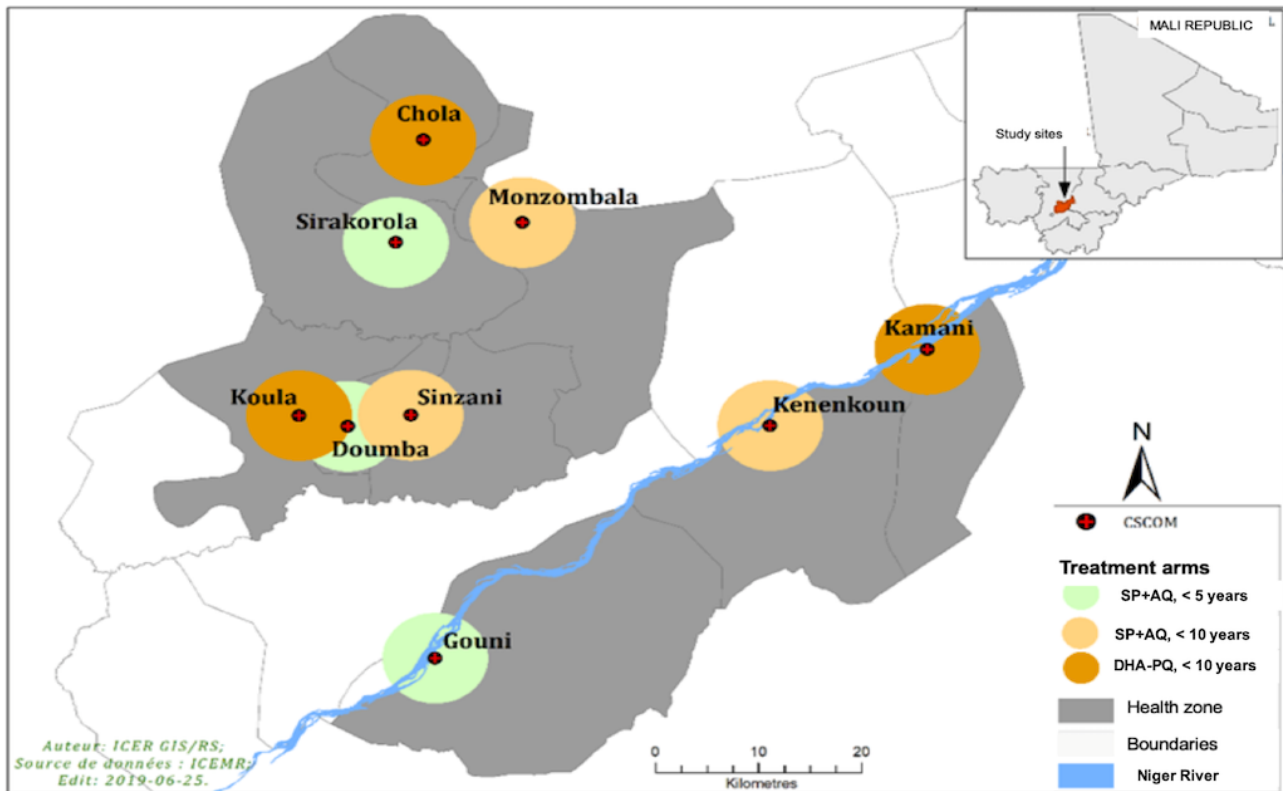 MALI REPUBLIC
Study sites
Chola
Monzombala
Sirakorola
Kamani
Koula
Sinzani
Kenenkoun
Doumba
Gouni
N
CSCOM
Treatment arms
SP+AQ, < 5 years
SP+AQ, < 10 years
DHA-PQ, < 10 years
Health zone
Boundaries
Niger River
0 10 20
Kilometres
Auteur: ICER GIS/RS;
Source de données : ICEMR;
Edit: 2019-06-25.